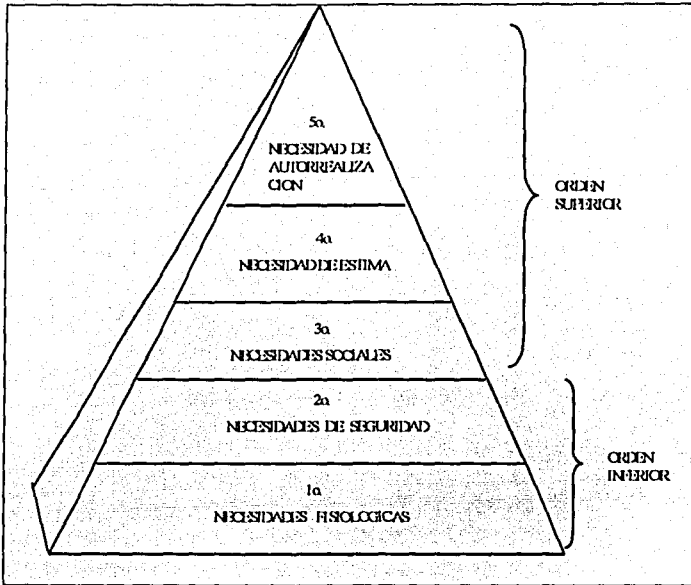 5a.
NECESIDAD DE
AUTORREALIZA
CION
ORDEN
SUPERIOR
4a.
NECESIDAD DE ESTIMA
3a.
NECESIDADES SOCIALES
2a.
NECESIDADES DE SEGURIDAD
ORDEN
INFERIOR
1a.
NECESIDADES FISIOLOGICAS